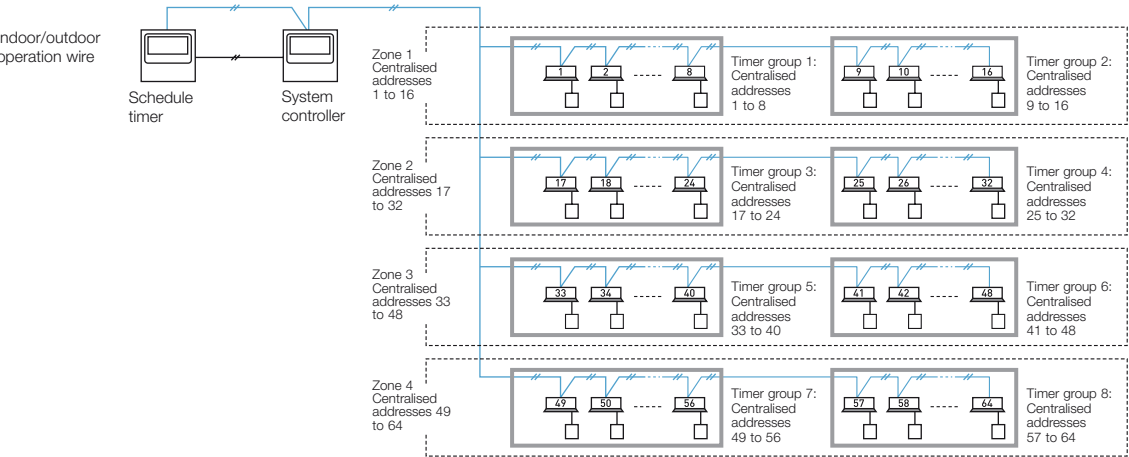 ndoor/outdoor
operation wire
Schedule
timer
System
controller
Zone 1
Centralised
addresses
1 to 16
1 2 8
Timer group 1:
Centralised
addresses
1 to 8
9 10 16
Timer group 2:
Centralised
addresses
9 to 16
Zone 2
Centralised
addresses 17
to 32
17 18 24
Timer group 3:
Centralised
addresses
17 to 24
25 26 32
Timer group 4:
Centralised
addresses
25 to 32
Zone 3
Centralised
addresses 33
to 48
33 34 40
Timer group 5:
Centralised
addresses
33 to 40
41 42 48
Timer group 6:
Centralised
addresses
41 to 48
Zone 4
Centralised
addresses 49
to 64
49 50 56
Timer group 7:
Centralised
addresses
49 to 56
57 58 64
Timer group 8:
Centralised
addresses
57 to 64